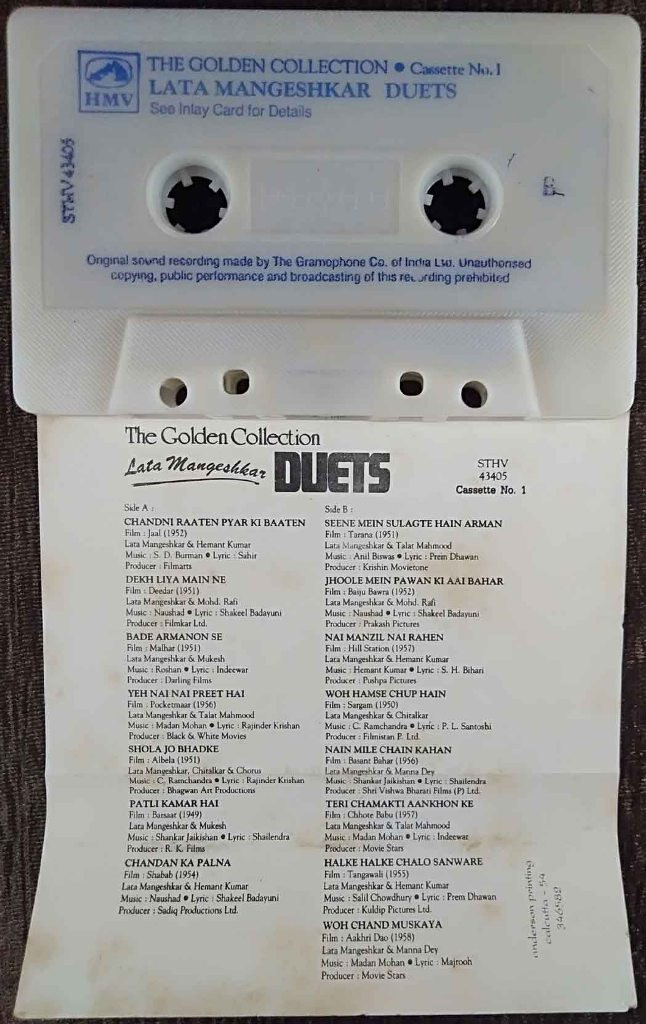 THE GOLDEN COLLECTION • Cassette No. 1
HMV
LATA MANGESHKAR DUETS
See Inlay Card for Details
STHV 43405
B
Original sound recording made by The Gramophone Co. of India Ltd. Unauthorised
copying, public performance and broadcasting of this recording prohibited
The Golden Collection
Lata Mangeshkar DUETS
STHV
43405
Cassette No. 1
Side A :
CHANDNI RAATEN PYAR KI BAATEN
Film : Jaal (1952)
Lata Mangeshkar & Hemant Kumar
Music : S. D. Burman • Lyric : Sahir
Producer : Filmarts
DEKH LIYA MAIN NE
Film : Deedar (1951)
Lata Mangeshkar & Mohd. Rafi
Music : Naushad • Lyric : Shakeel Badayuni
Producer : Filmkar Ltd.
BADE ARMANON SE
Film : Malhar (1951)
Lata Mangeshkar & Mukesh
Music : Roshan • Lyric : Indeewar
Producer : Darling Films
YEH NAI NAI PREET HAI
Film : Pocketmaar (1956)
Lata Mangeshkar & Talat Mahmood
Music : Madan Mohan • Lyric : Rajinder Krishan
Producer : Black & White Movies
SHOLA JO BHADKE
Film : Albela (1951)
Lata Mangeshkar, Chitalkar & Chorus
Music : C. Ramchandra • Lyric : Rajinder Krishan
Producer : Bhagwan Art Productions
PATLI KAMAR HAI
Film : Barsaat (1949)
Lata Mangeshkar & Mukesh
Music : Shankar Jaikishan • Lyric : Shailendra
Producer : R. K. Films
CHANDAN KA PALNA
Film : Shabab (1954)
Lata Mangeshkar & Hemant Kumar
Music : Naushad • Lyric : Shakeel Badayuni
Producer : Sadiq Productions Ltd.
Side B :
SEENE MEIN SULAGTE HAIN ARMAN
Film : Tarana (1951)
Lata Mangeshkar & Talat Mahmood
Music : Anil Biswas • Lyric : Prem Dhawan
Producer : Krishin Movietone
JHOOLE MEIN PAWAN KI AAI BAHAR
Film : Baiju Bawra (1952)
Lata Mangeshkar & Mohd. Rafi
Music : Naushad • Lyric : Shakeel Badayuni
Producer : Prakash Pictures
NAI MANZIL NAI RAHEN
Film : Hill Station (1957)
Lata Mangeshkar & Hemant Kumar
Music : Hemant Kumar • Lyric : S. H. Bihari
Producer : Pushpa Pictures
WOH HAMSE CHUP HAIN
Film : Sargam (1950)
Lata Mangeshkar & Chitalkar
Music : C. Ramchandra • Lyric : P. L. Santoshi
Producer : Filmistan P. Ltd.
NAIN MILE CHAIN KAHAN
Film : Basant Bahar (1956)
Lata Mangeshkar & Manna Dey
Music : Shankar Jaikishan • Lyric : Shailendra
Producer : Shri Vishwa Bharati Films (P) Ltd.
TERI CHAMAKTI AANKHON KE
Film : Chhote Babu (1957)
Lata Mangeshkar & Talat Mahmood
Music : Madan Mohan • Lyric : Indeewar
Producer : Movie Stars
HALKE HALKE CHALO SANWARE
Film : Tangawali (1955)
Lata Mangeshkar & Hemant Kumar
Music : Salil Chowdhury • Lyric : Prem Dhawan
Producer : Kuldip Pictures Ltd.
WOH CHAND MUSKAYA
Film : Aakhri Dao (1958)
Lata Mangeshkar & Manna Dey
Music : Madan Mohan • Lyric : Majrooh
Producer : Movie Stars
anderson printing
calcutta - 54
346582